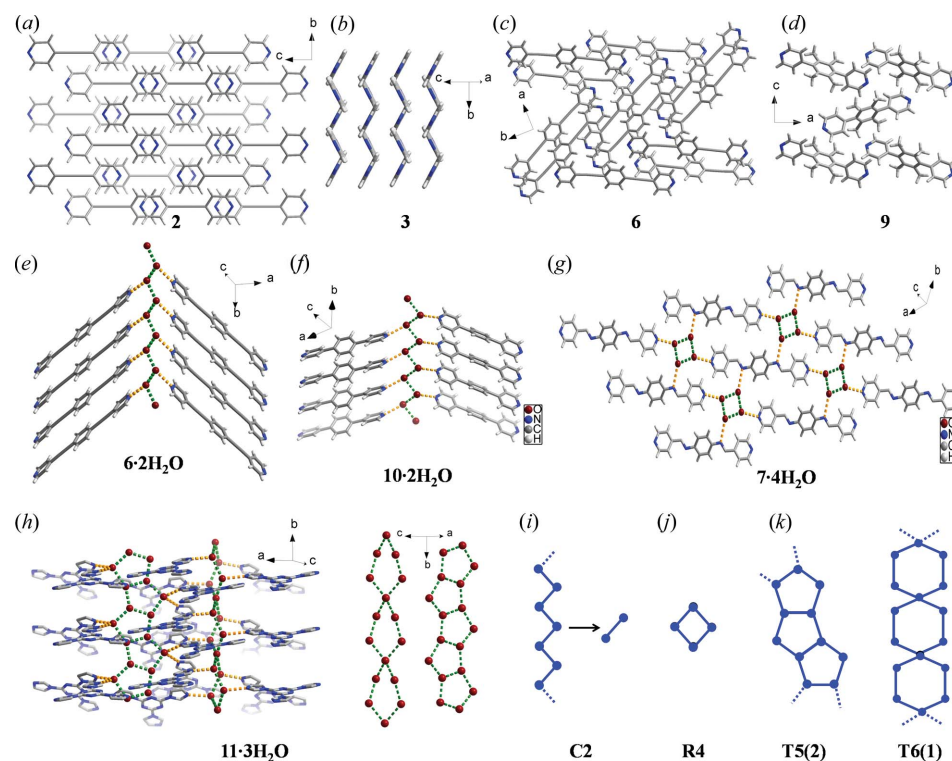 (a)
b
c
2
(b)
c
a
b
3
(c)
a
b
6
(d)
c
a
9
(e)
c
a
b
6·2H₂O
(f)
c
b
a
O
N
C
H
10·2H₂O
(g)
c
b
a
N
H
7·4H₂O
(h)
b
a
c
c
a
b
11·3H₂O
(i)
C2
(j)
R4
(k)
T5(2)
T6(1)